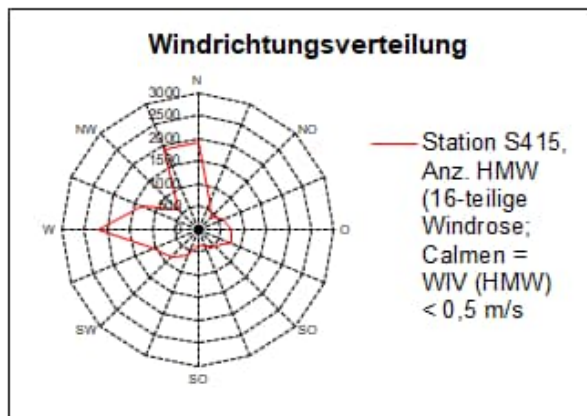 Windrichtungsverteilung
N
3000
2500
2000
1500
1000
500
NW
NO
W
O
SW
SO
SO
Station S415,
Anz. HMW
(16-teilige
Windrose;
Calmen =
WIV (HMW)
< 0,5 m/s